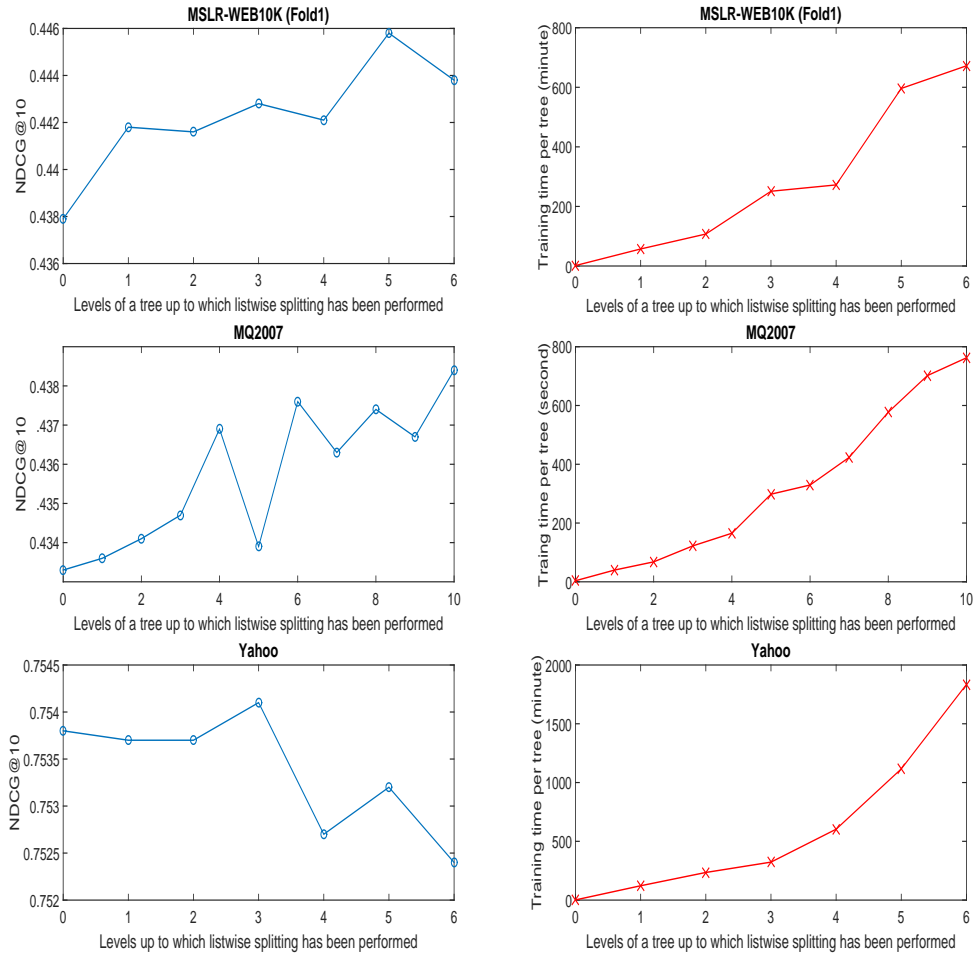 MSLR-WEB10K (Fold1)
0.446
0.444
0.442
0.44
0.438
0.436
NDCG@10
0 1 2 3 4 5 6
Levels of a tree up to which listwise splitting has been performed
MSLR-WEB10K (Fold1)
800
600
400
200
0
Training time per tree (minute)
0 1 2 3 4 5 6
Levels of a tree up to which listwise splitting has been performed
MQ2007
0.438
0.437
0.436
0.435
0.434
NDCG@10
0 2 4 6 8 10
Levels of a tree up to which listwise splitting has been performed
MQ2007
800
600
400
200
0
Traing time per tree (second)
0 2 4 6 8 10
Levels of a tree up to which listwise splitting has been performed
Yahoo
0.7545
0.754
0.7535
0.753
0.7525
0.752
NDCG@10
0 1 2 3 4 5 6
Levels up to which listwise splitting has been performed
Yahoo
2000
1500
1000
500
0
Training time per tree (minute)
0 1 2 3 4 5 6
Levels of a tree up to which listwise splitting has been performed